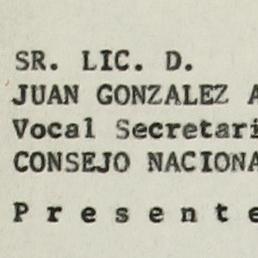 SR. LIC. D.
JUAN GONZALEZ A
Vocal Secretari
CONSEJO NACIONA
P r e s e n t e